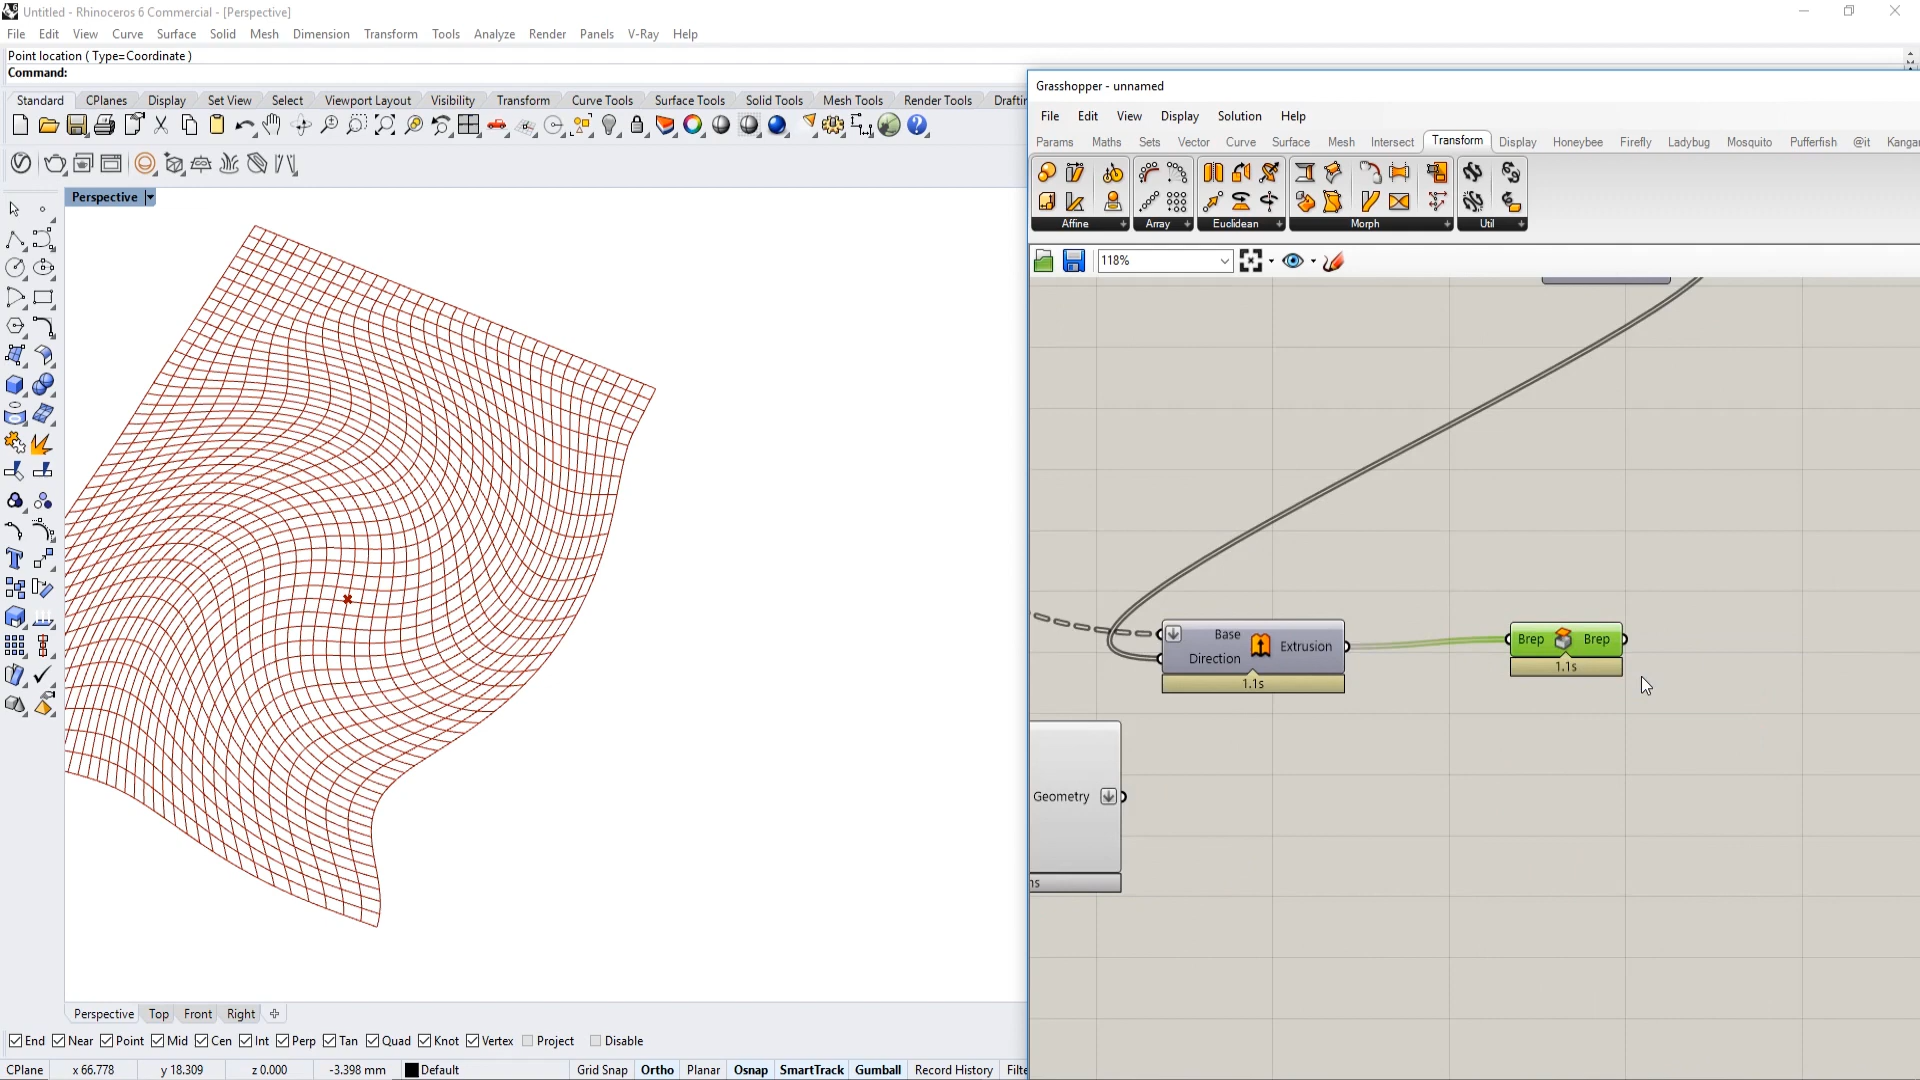 Untitled - Rhinoceros 6 Commercial - [Perspective]
File Edit View Curve Surface Solid Mesh Dimension Transform Tools Analyze Render Panels V-Ray Help
Point location ( Type=Coordinate )
Command:
Standard CPlanes Display Set View Select Viewport Layout Visibility Transform Curve Tools Surface Tools Solid Tools Mesh Tools Render Tools Draftin
Perspective
Grasshopper - unnamed
File Edit View Display Solution Help
Params Maths Sets Vector Curve Surface Mesh Intersect Transform Display Honeybee Firefly Ladybug Mosquito Pufferfish @it Kangar
Affine Array Euclidean Morph Util
118%
Base
Direction
Extrusion
1.1s
Brep Brep
1.1s
Geometry
ns
Perspective Top Front Right
End Near Point Mid Cen Int Perp Tan Quad Knot Vertex Project Disable
CPlane x 66.778 y 18.309 z 0.000 -3.398 mm Default Grid Snap Ortho Planar Osnap SmartTrack Gumball Record History Filte